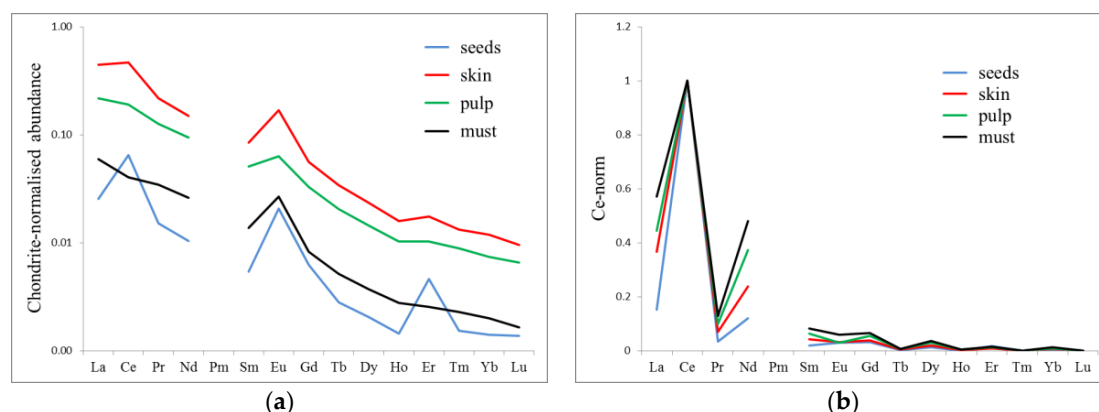 1.00
0.10
0.01
0.00
Chondrite-normalised abundance
seeds
skin
pulp
must
La Ce Pr Nd Pm Sm Eu Gd Tb Dy Ho Er Tm Yb Lu
(a)
1.2
1
0.8
0.6
0.4
0.2
0
Ce-norm
seeds
skin
pulp
must
La Ce Pr Nd Pm Sm Eu Gd Tb Dy Ho Er Tm Yb Lu
(b)